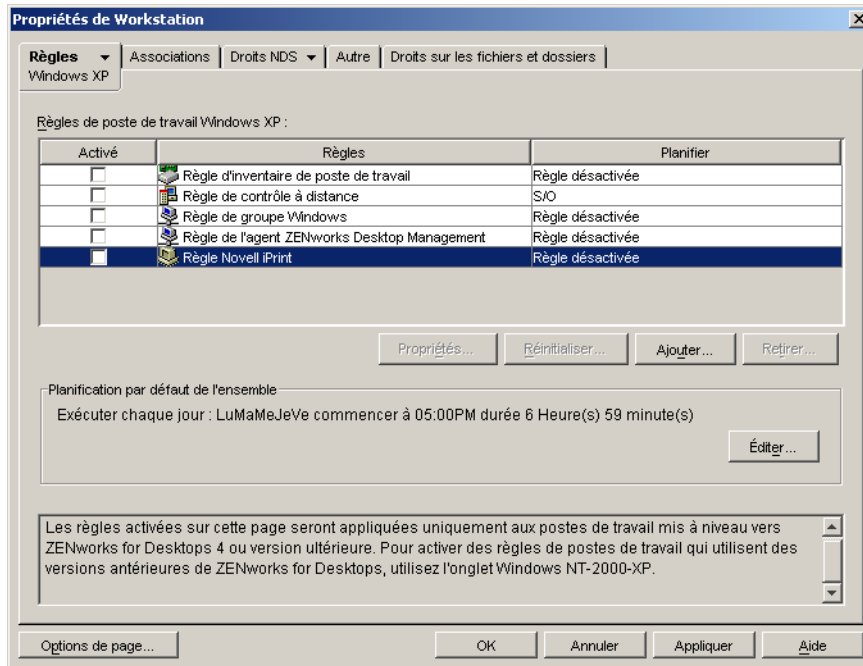 Propriétés de Workstation
Règles Associations Droits NDS Autre Droits sur les fichiers et dossiers
Windows XP
Règles de poste de travail Windows XP :
Activé Règles Planifier
Règle d'inventaire de poste de travail Règle désactivée
Règle de contrôle à distance S/O
Règle de groupe Windows Règle désactivée
Règle de l'agent ZENworks Desktop Management Règle désactivée
Règle Novell iPrint Règle désactivée
Propriétés... Réinitialiser... Ajouter... Retirer...
Planification par défaut de l'ensemble
Exécuter chaque jour : LuMaMeJeVe commencer à 05:00PM durée 6 Heure(s) 59 minute(s)
Éditer...
Les règles activées sur cette page seront appliquées uniquement aux postes de travail mis à niveau vers
ZENworks for Desktops 4 ou version ultérieure. Pour activer des règles de postes de travail qui utilisent des
versions antérieures de ZENworks for Desktops, utilisez l'onglet Windows NT-2000-XP.
Options de page... OK Annuler Appliquer Aide